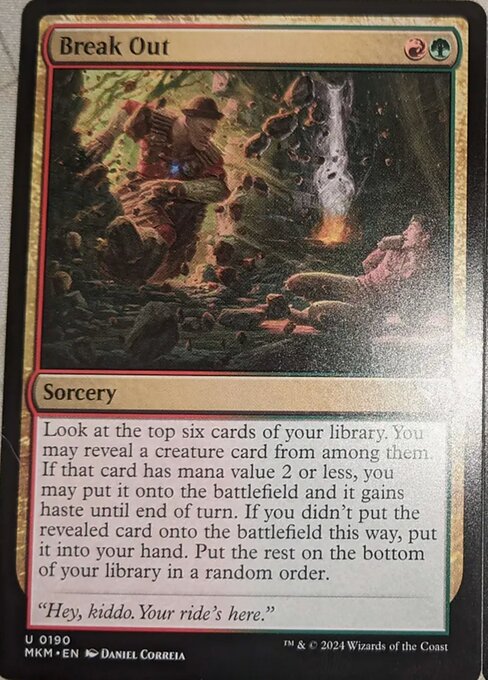 Break Out
Sorcery
Look at the top six cards of your library. You
may reveal a creature card from among them.
If that card has mana value 2 or less, you
may put it onto the battlefield and it gains
haste until end of turn. If you didn't put the
revealed card onto the battlefield this way, put
it into your hand. Put the rest on the bottom
of your library in a random order.
"Hey, kiddo. Your ride's here."
U 0190
MKM • EN DANIEL CORREIA
™ & © 2024 Wizards of the Coast